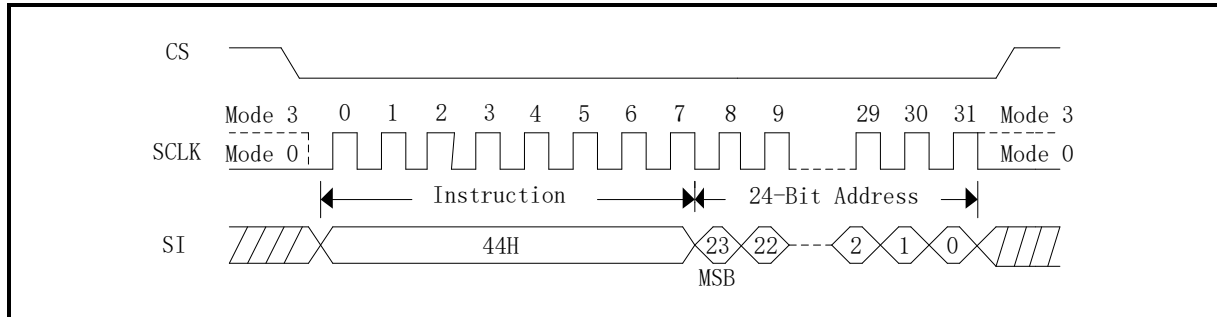 CS
Mode 3 0 1 2 3 4 5 6 7 8 9 29 30 31 Mode 3
SCLK Mode 0 Mode 0
Instruction 24-Bit Address
SI 44H 23 22 2 1 0
MSB